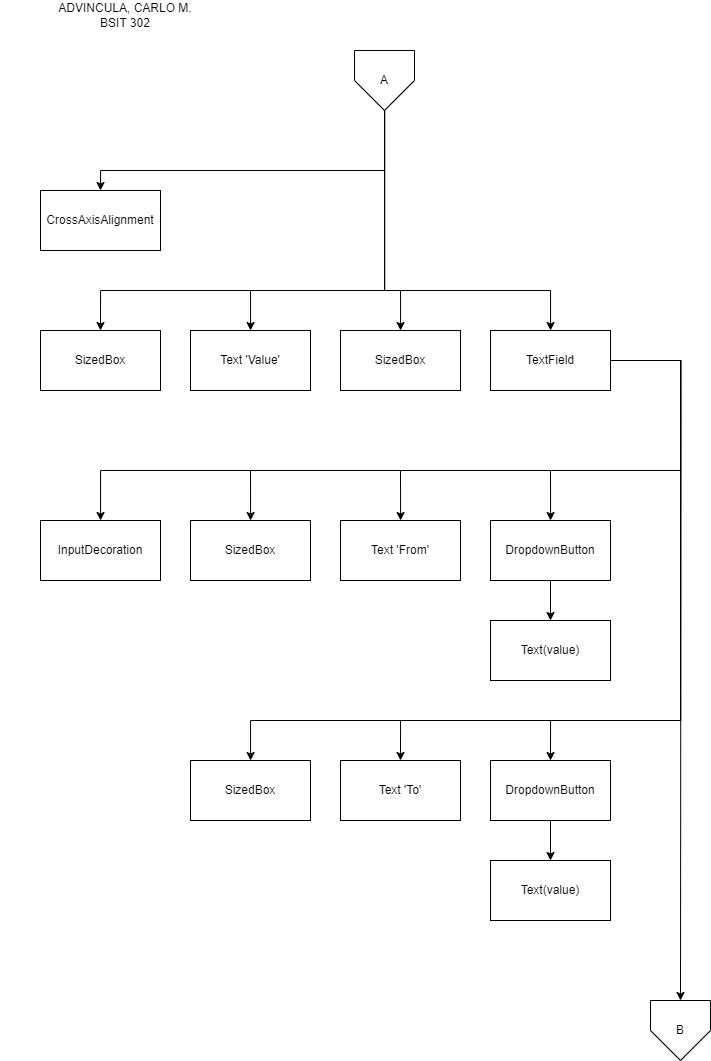 ADVINCULA, CARLO M.
BSIT 302
A
CrossAxisAlignment
SizedBox
Text 'Value'
SizedBox
TextField
InputDecoration
SizedBox
Text 'From'
DropdownButton
Text(value)
SizedBox
Text 'To'
DropdownButton
Text(value)
B